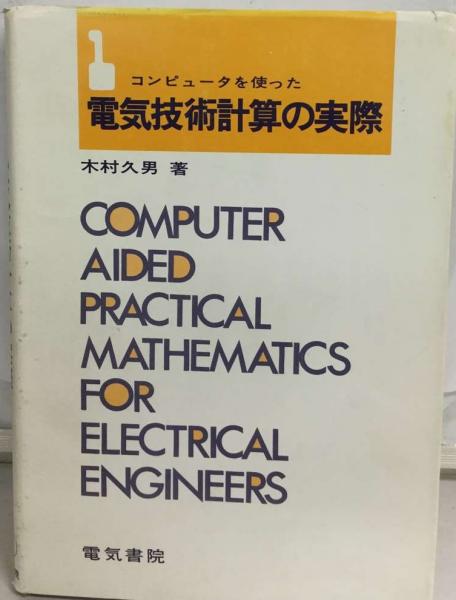 コンピュータを使った
電気技術計算の実際
木村久男 著
COMPUTER
AIDED
PRACTICAL
MATHEMATICS
FOR
ELECTRICAL
ENGINEERS
電気書院